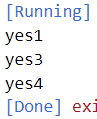 [Running]
yes1
yes3
yes4
[Done] exi